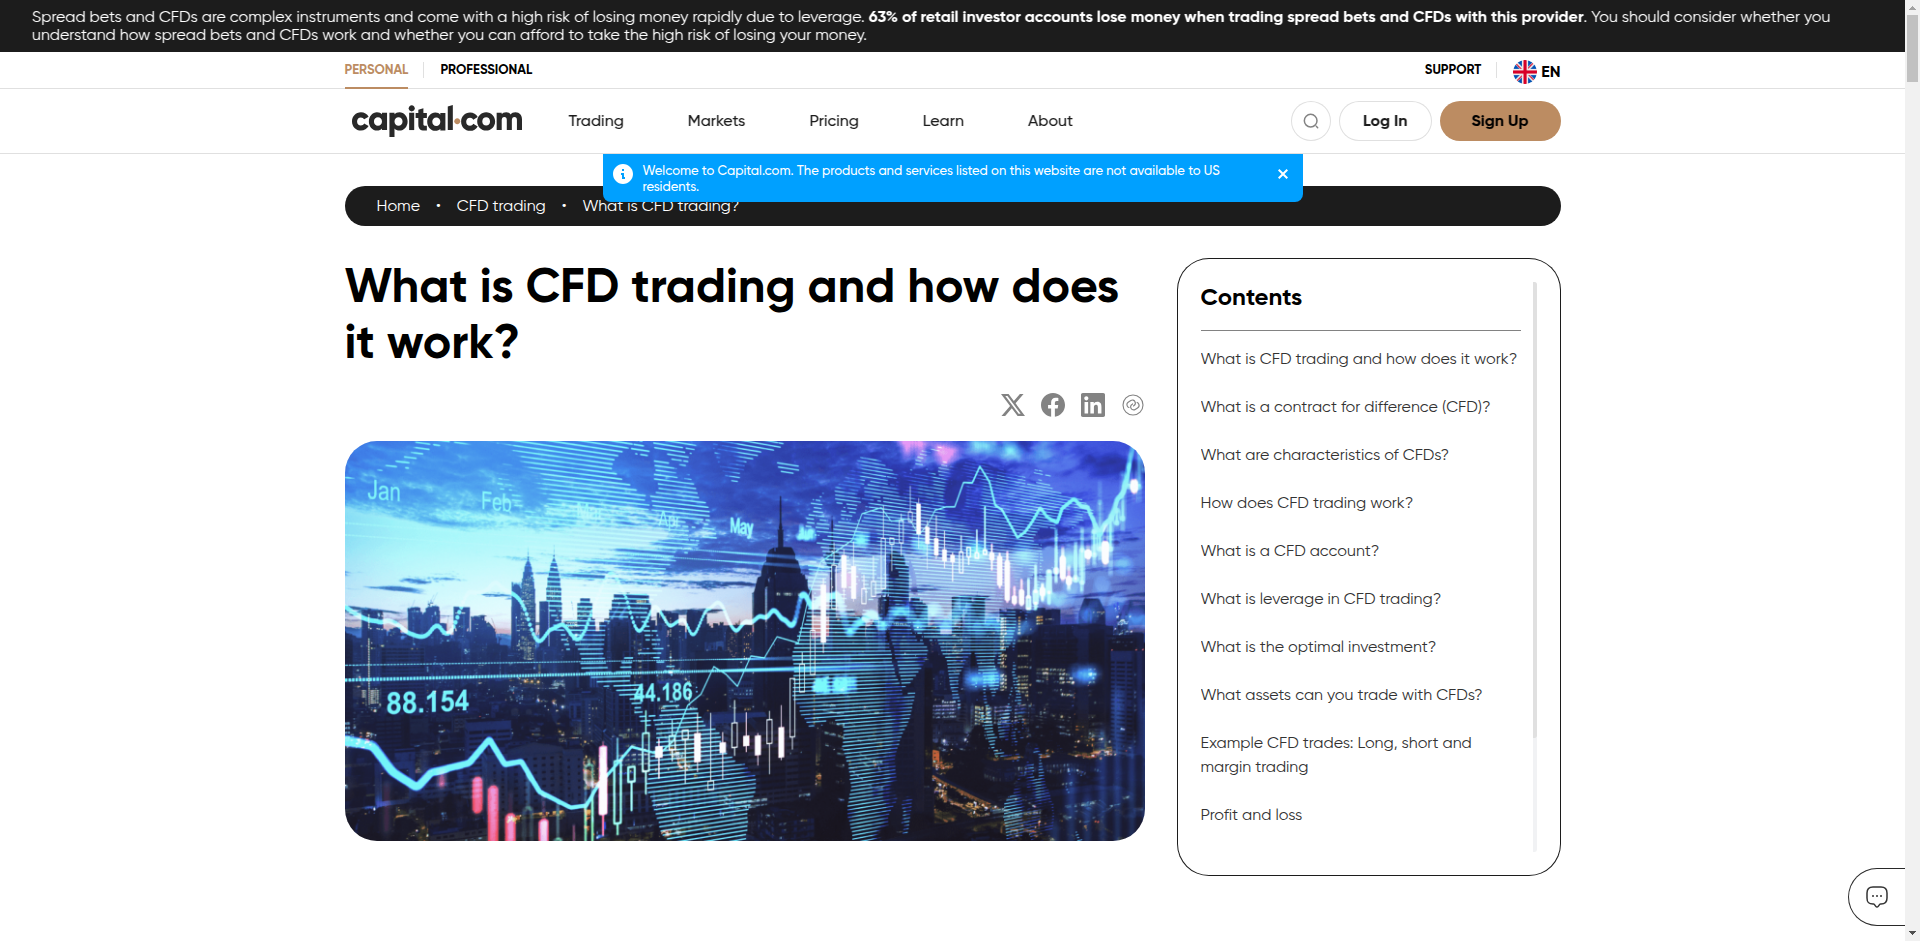 Spread bets and CFDs are complex instruments and come with a high risk of losing money rapidly due to leverage. 63% of retail investor accounts lose money when trading spread bets and CFDs with this provider. You should consider whether you
understand how spread bets and CFDs work and whether you can afford to take the high risk of losing your money.
PERSONAL
PROFESSIONAL
SUPPORT
EN
capital.com
Trading
Markets
Pricing
Learn
About
Log In
Sign Up
Welcome to Capital.com. The products and services listed on this website are not available to US
residents.
Home • CFD trading • What is CFD trading?
What is CFD trading and how does
it work?
Jan
Feb
Mar
Apr
May
Jun
88.154
44.186
Contents
What is CFD trading and how does it work?
What is a contract for difference (CFD)?
What are characteristics of CFDs?
How does CFD trading work?
What is a CFD account?
What is leverage in CFD trading?
What is the optimal investment?
What assets can you trade with CFDs?
Example CFD trades: Long, short and
margin trading
Profit and loss